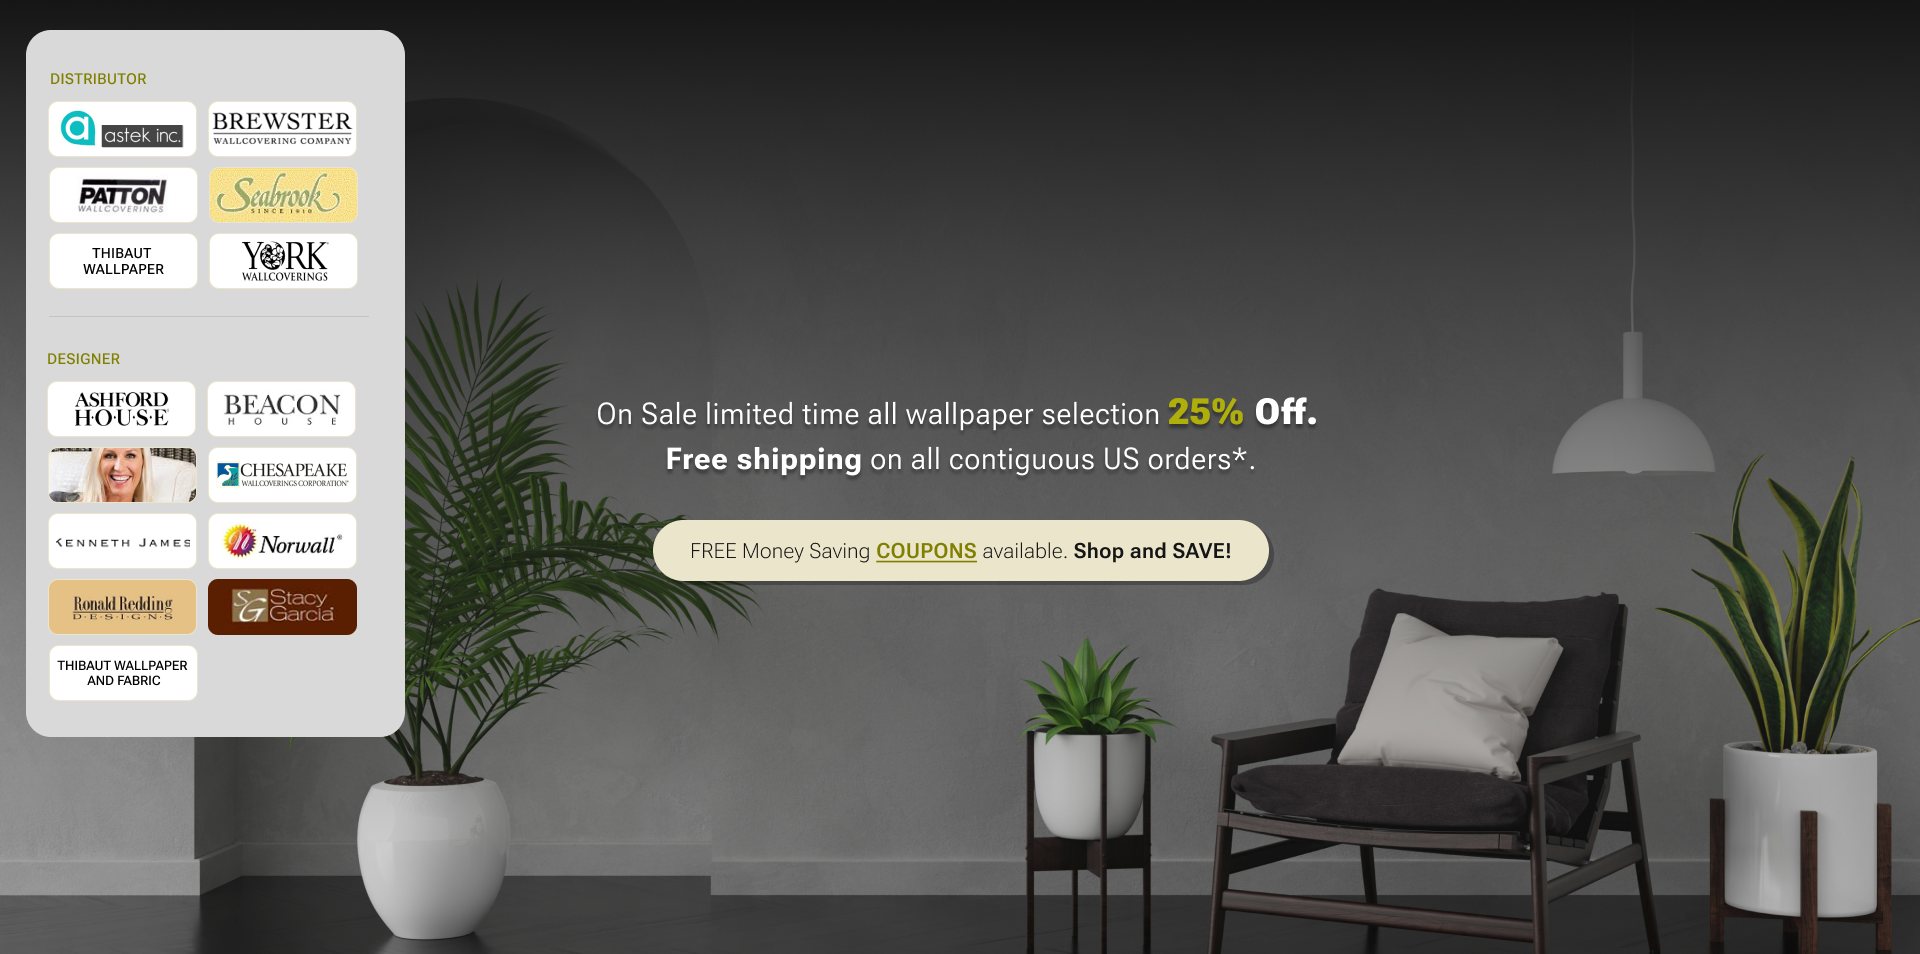 DISTRIBUTOR
astek inc.
BREWSTER
WALLCOVERING COMPANY
PATTON
WALLCOVERINGS
Seabrook
SINCE 1910
THIBAUT
WALLPAPER
YORK
WALLCOVERINGS
DESIGNER
ASHFORD
H·O·U·S·E
BEACON
HOUSE
CHESAPEAKE
WALLCOVERINGS CORPORATION
KENNETH JAMES
Norwall®
Ronald Redding
D·E·S·I·G·N·S
SG Stacy
Garcia
THIBAUT WALLPAPER
AND FABRIC
On Sale limited time all wallpaper selection 25% Off.
Free shipping on all contiguous US orders*.
FREE Money Saving COUPONS available. Shop and SAVE!